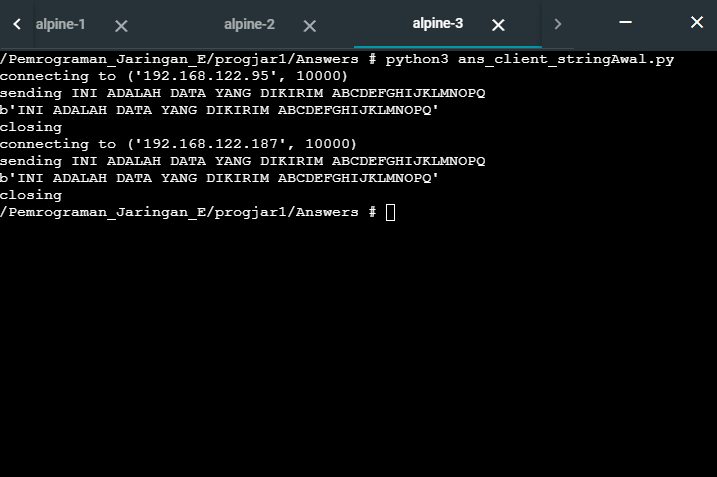 alpine-1
alpine-2
alpine-3
/Pemrograman_Jaringan_E/progjar1/Answers # python3 ans_client_stringAwal.py
connecting to ('192.168.122.95', 10000)
sending INI ADALAH DATA YANG DIKIRIM ABCDEFGHIJKLMNOPQ
b'INI ADALAH DATA YANG DIKIRIM ABCDEFGHIJKLMNOPQ'
closing
connecting to ('192.168.122.187', 10000)
sending INI ADALAH DATA YANG DIKIRIM ABCDEFGHIJKLMNOPQ
b'INI ADALAH DATA YANG DIKIRIM ABCDEFGHIJKLMNOPQ'
closing
/Pemrograman_Jaringan_E/progjar1/Answers #